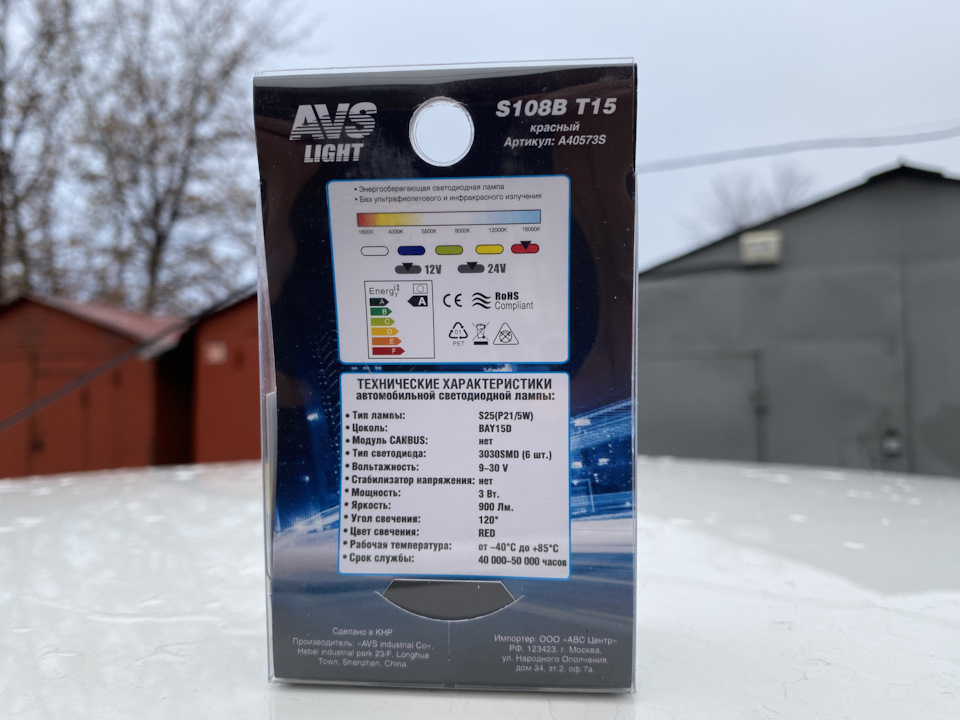 AVS
LIGHT
S108B T15
красный
Артикул: A40573S
• Энергосберегающая светодиодная лампа
• Без ультрафиолетового и инфракрасного излучения
1800K 4000K 5800K 8000K 12000K 16000K
12V 24V
Energy
A
B
C
D
E
F
A
CE
RoHS
Compliant
01
PET
ТЕХНИЧЕСКИЕ ХАРАКТЕРИСТИКИ
автомобильной светодиодной лампы:
• Тип лампы: S25(P21/5W)
• Цоколь: BAY15D
• Модуль CANBUS: нет
• Тип светодиода: 3030SMD (6 шт.)
• Вольтажность: 9–30 V
• Стабилизатор напряжения: нет
• Мощность: 3 Вт.
• Яркость: 900 Лм.
• Угол свечения: 120°
• Цвет свечения: RED
• Рабочая температура: от –40°C до +85°C
• Срок службы: 40 000–50 000 часов
Сделано в КНР
Производитель: «AVS industrial Co».
Hebei industrial park 23/F, Longhua
Town, Shenzhen, China.
Импортер: ООО «АВС Центр»
РФ, 123423, г. Москва,
ул. Народного Ополчения,
дом 34, эт.2, оф.7а